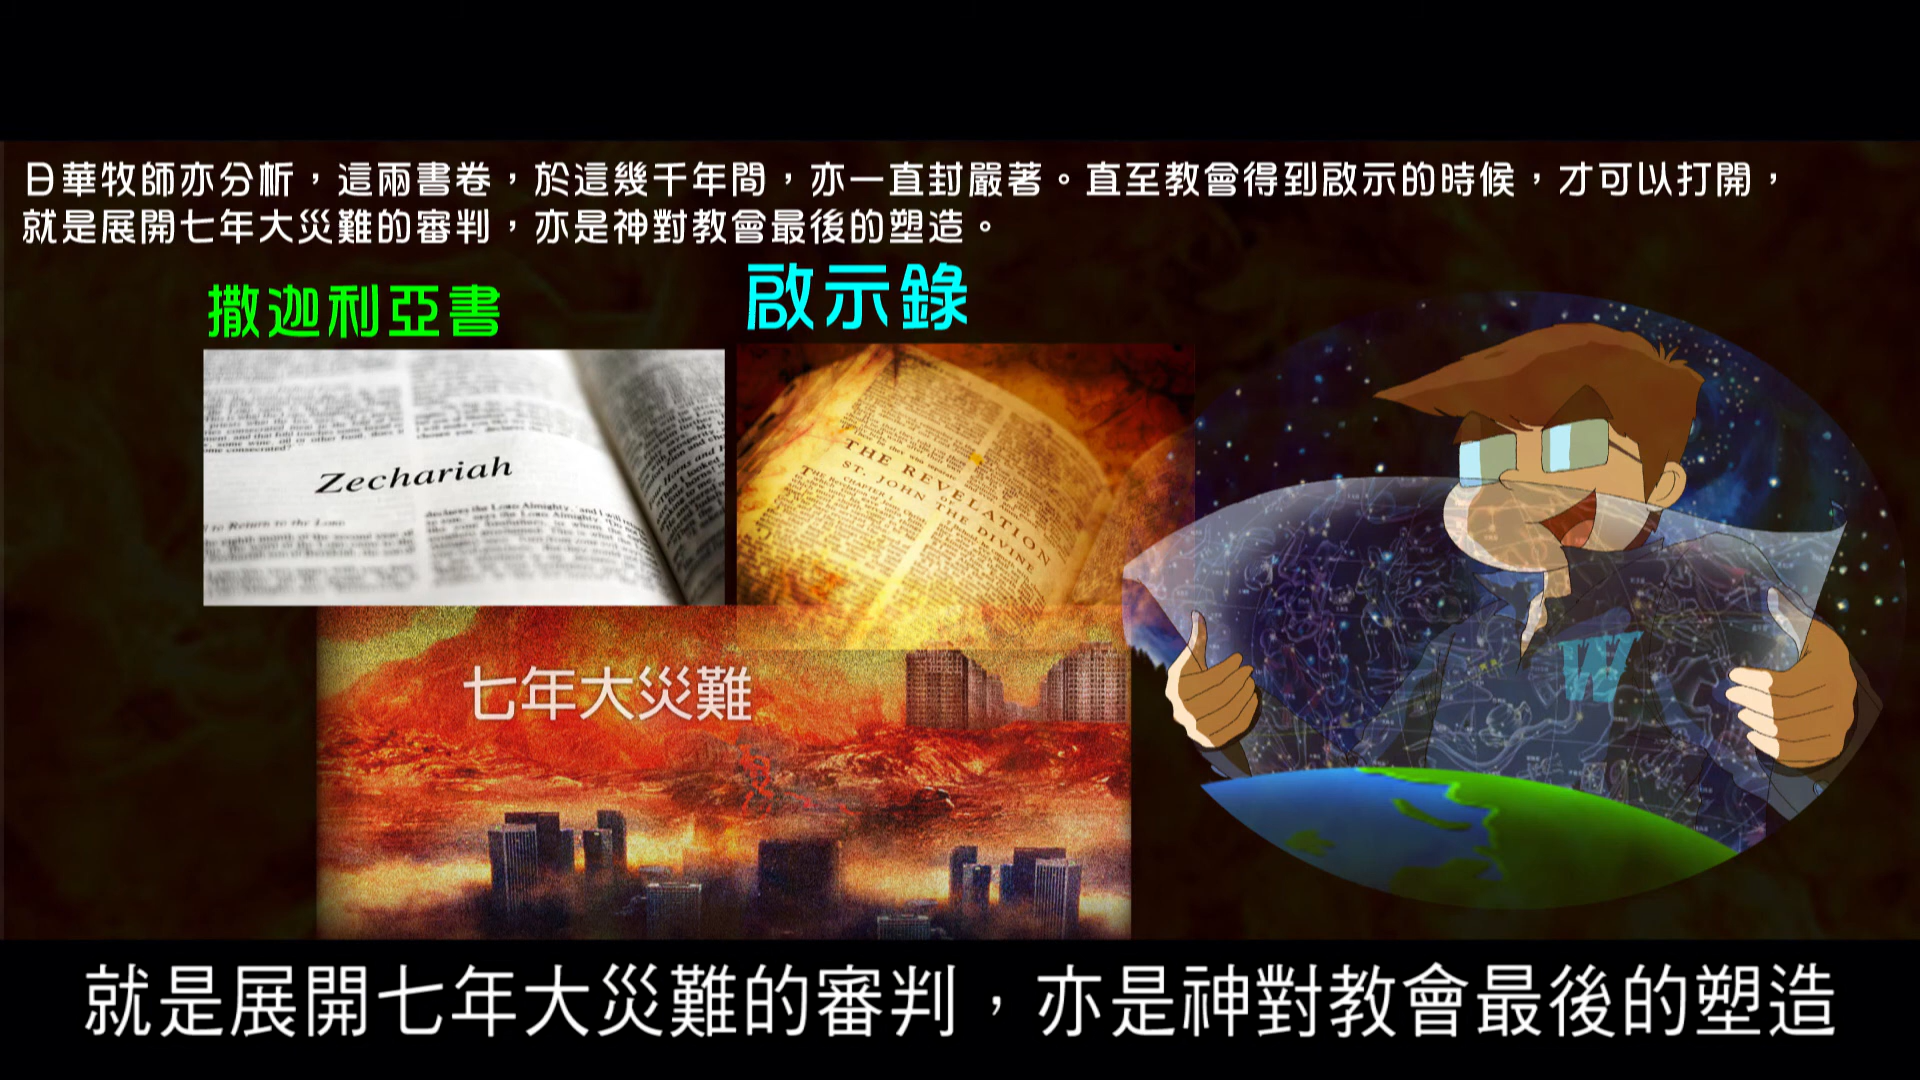 日華牧師亦分析，這兩書卷，於這幾千年間，亦一直封嚴著。直至教會得到啟示的時候，才可以打開，
就是展開七年大災難的審判，亦是神對教會最後的塑造。
撒迦利亞書
啟示錄
Zechariah
THE REVELATION
OF
ST. JOHN THE DIVINE
CHAPTER I.
七年大災難
W
就是展開七年大災難的審判，亦是神對教會最後的塑造